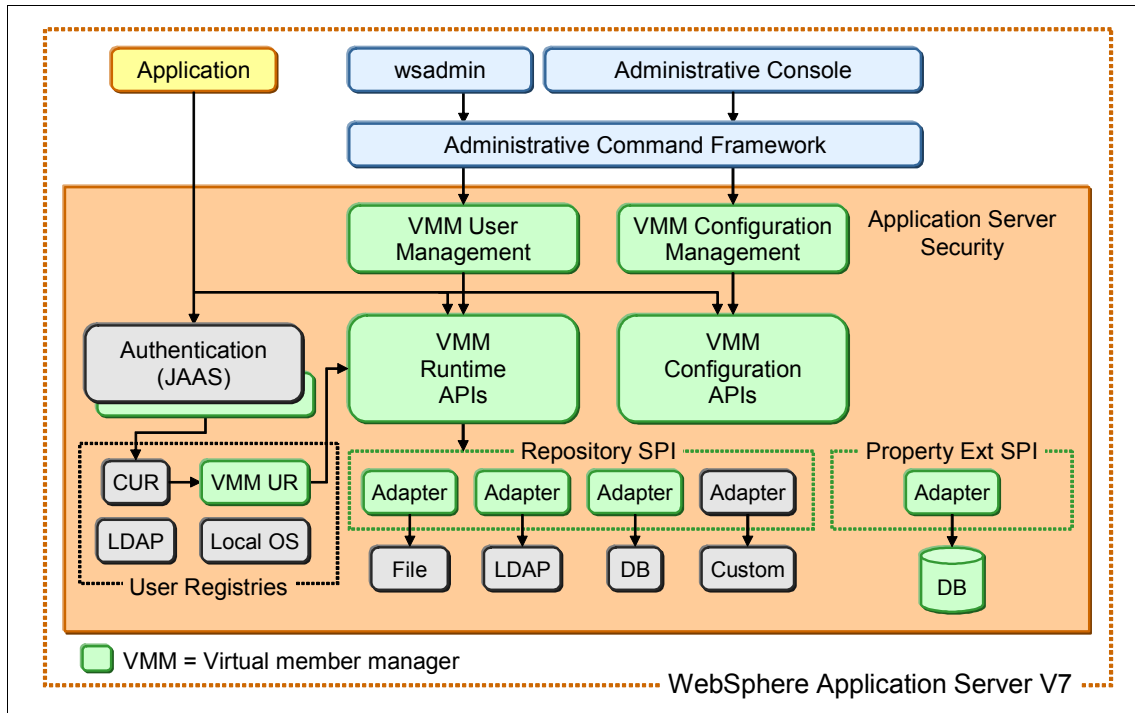 Application
wsadmin
Administrative Console
Administrative Command Framework
Application Server
Security
VMM User
Management
VMM Configuration
Management
Authentication
(JAAS)
VMM
Runtime
APIs
VMM
Configuration
APIs
CUR
VMM UR
LDAP
Local OS
User Registries
Repository SPI
Adapter
Adapter
Adapter
Adapter
File
LDAP
DB
Custom
Property Ext SPI
Adapter
DB
VMM = Virtual member manager
WebSphere Application Server V7